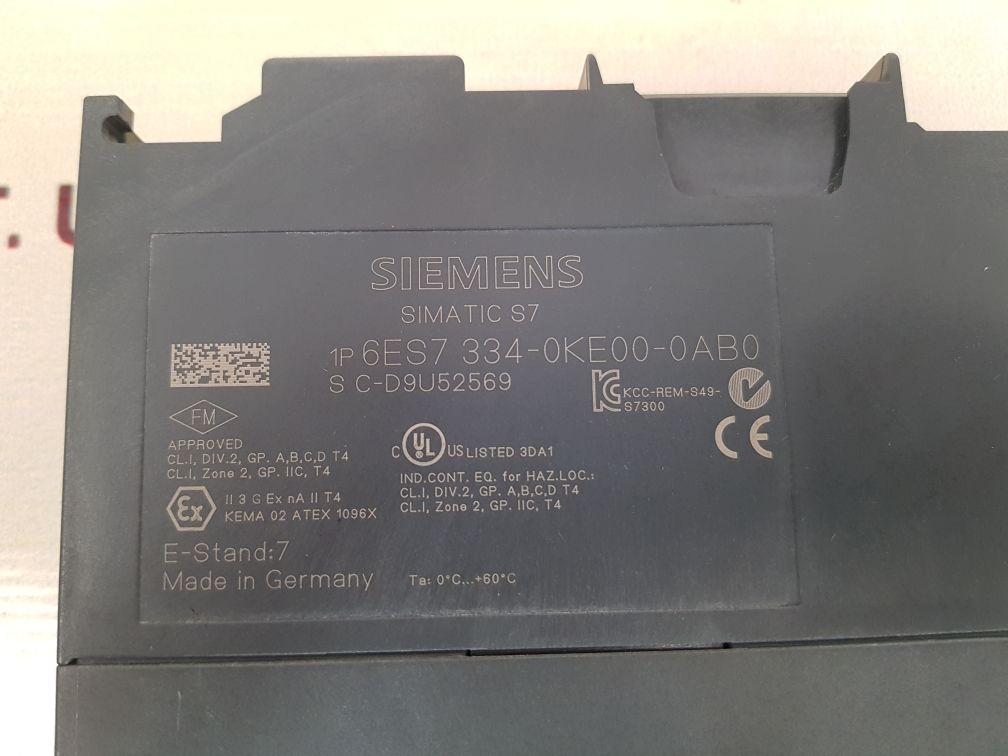 SIEMENS
SIMATIC S7
1P 6ES7 334-0KE00-0AB0
S C-D9U52569
KCC-REM-S49-
S7300
FM
APPROVED
CL.I, DIV.2, GP. A,B,C,D T4
CL.I, Zone 2, GP. IIC, T4
C UL US LISTED 3DA1
IND.CONT. EQ. for HAZ.LOC.:
CL.I, DIV.2, GP. A,B,C,D T4
CL.I, Zone 2, GP. IIC, T4
CE
Ex II 3 G Ex nA II T4
KEMA 02 ATEX 1096X
E-Stand:7
Made in Germany
Ta: 0°C...+60°C